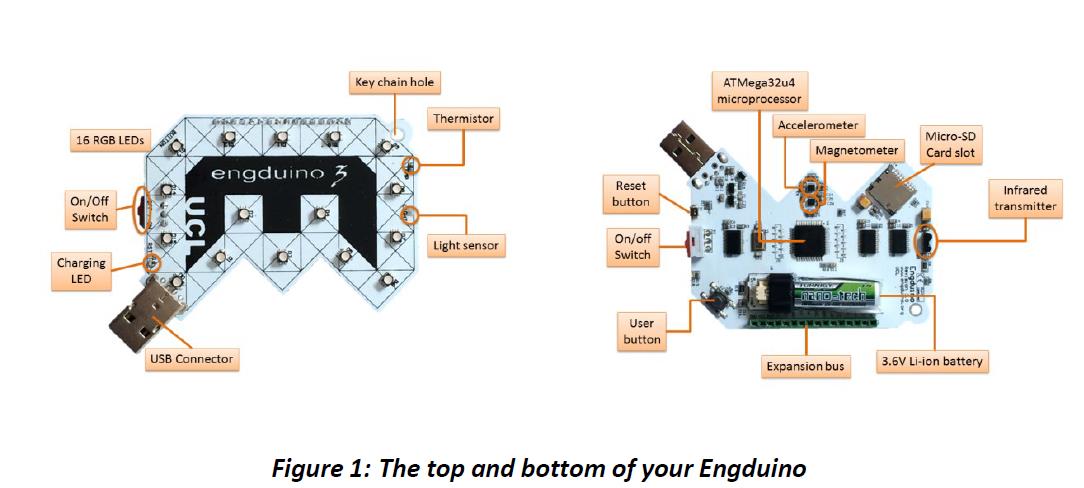 Key chain hole
Thermistor
16 RGB LEDs
engduino 3
On/Off
Switch
UCL
Light sensor
Charging
LED
USB Connector
ATMega32u4
microprocessor
Accelerometer
Magnetometer
Micro-SD
Card slot
Reset
button
Infrared
transmitter
On/off
Switch
User
button
Engduino
nano-tech
Expansion bus
3.6V Li-ion battery
Figure 1: The top and bottom of your Engduino